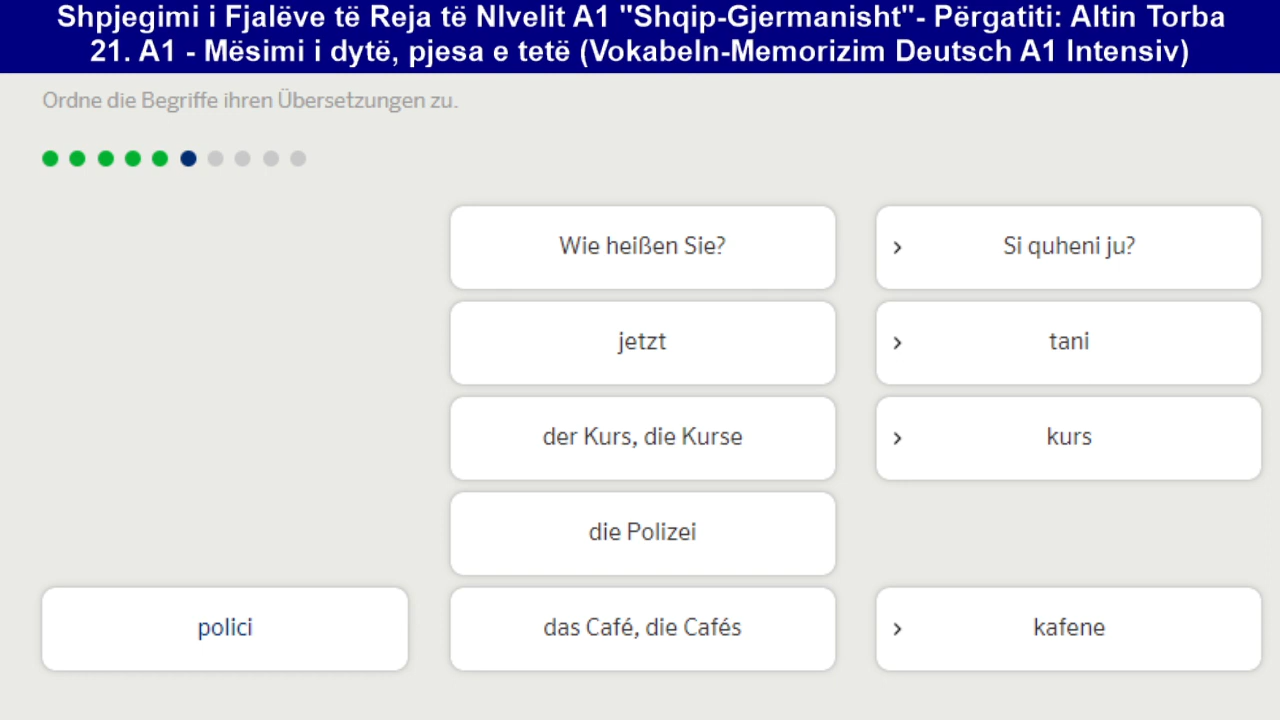 Shpjegimi i Fjalëve të Reja të NIvelit A1 "Shqip-Gjermanisht"- Përgatiti: Altin Torba
21. A1 - Mësimi i dytë, pjesa e tetë (Vokabeln-Memorizim Deutsch A1 Intensiv)
Ordne die Begriffe ihren Übersetzungen zu.
Wie heißen Sie? › Si quheni ju?
jetzt › tani
der Kurs, die Kurse › kurs
die Polizei
polici das Café, die Cafés › kafene